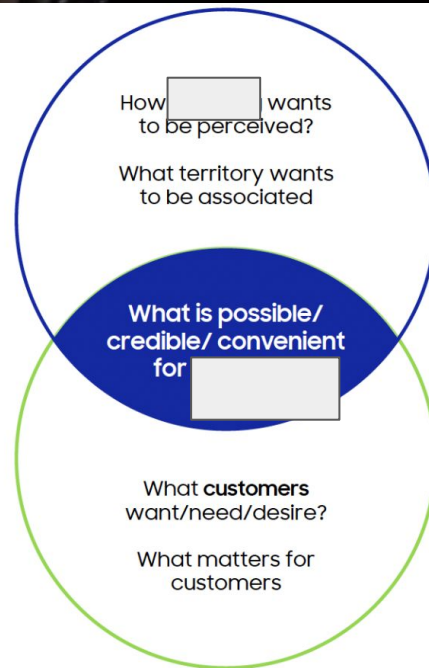 How wants
to be perceived?
What territory wants
to be associated
What is possible/
credible/ convenient
for
What customers
want/need/desire?
What matters for
customers